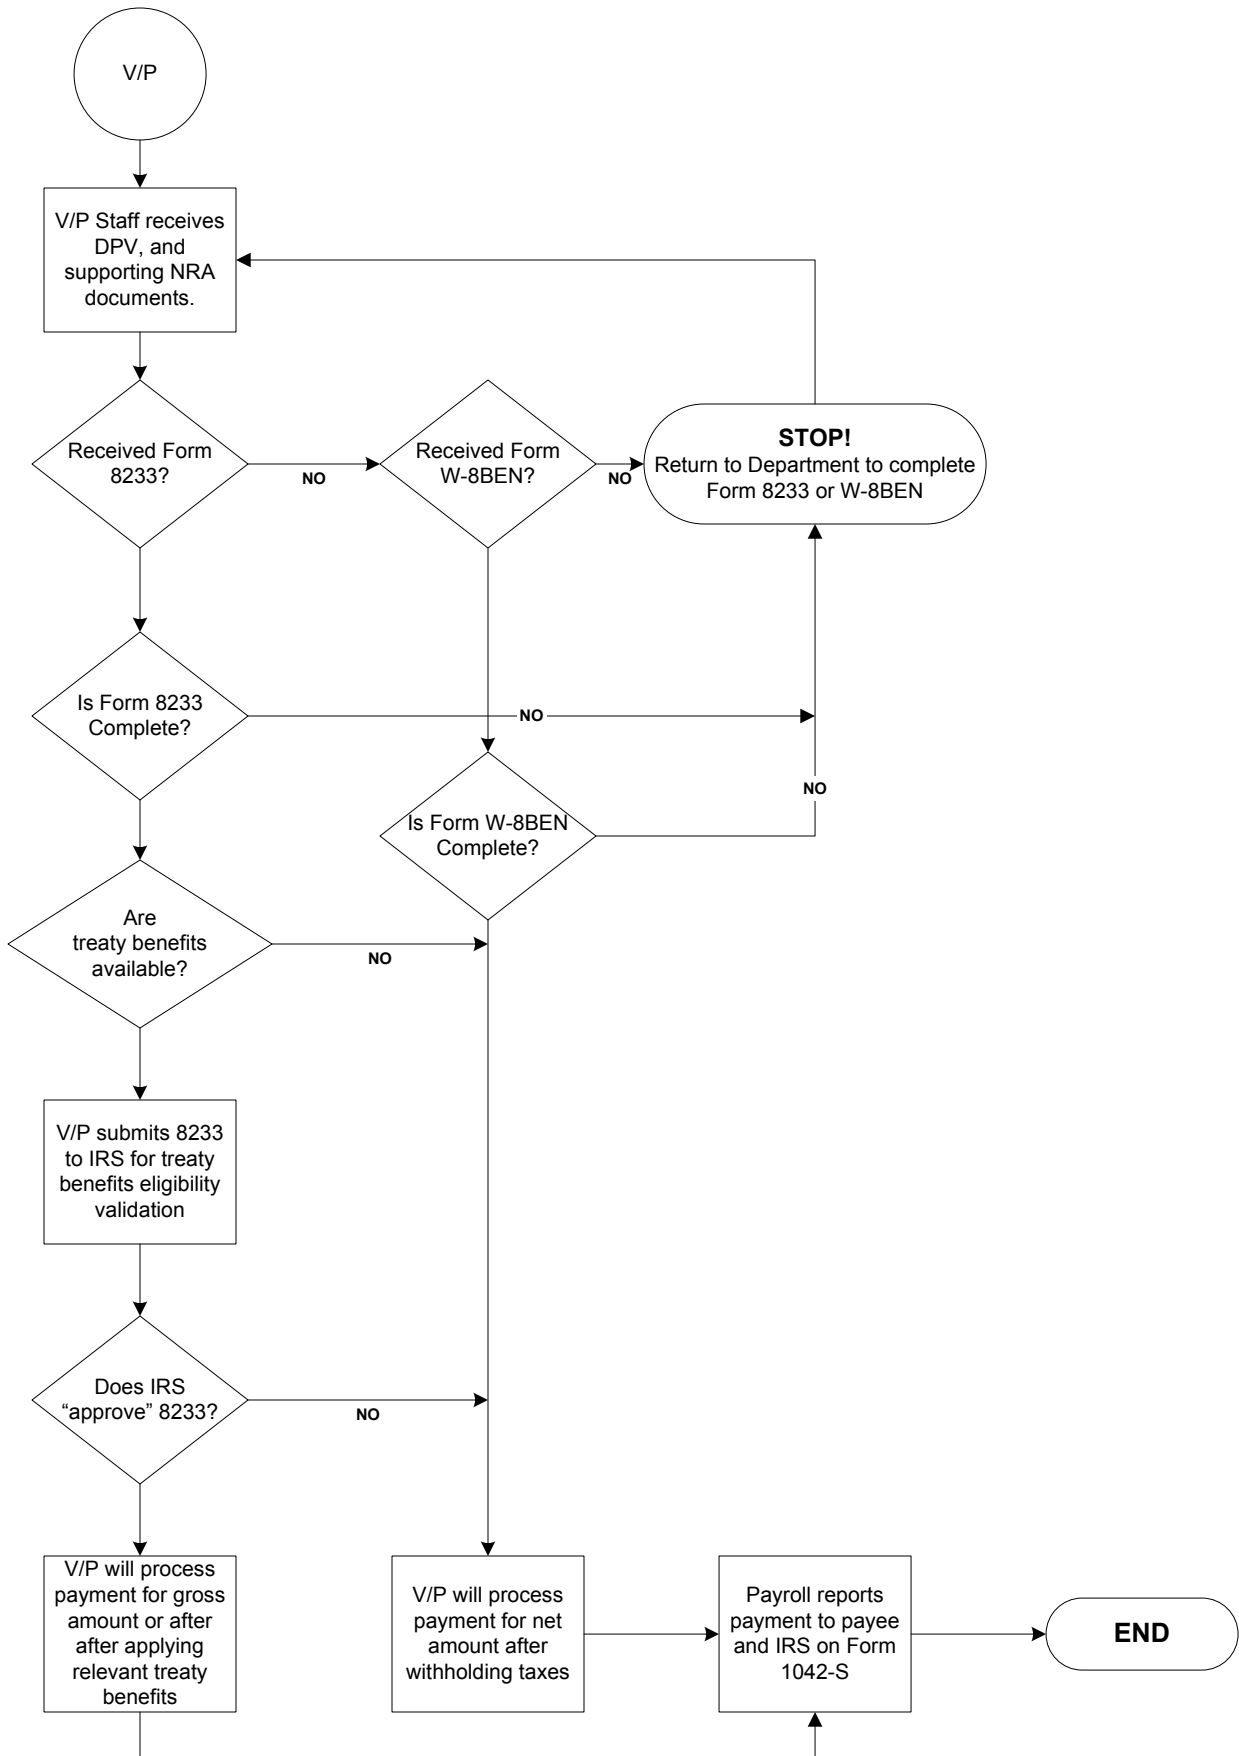 V/P
V/P Staff receives
DPV, and
supporting NRA
documents.
Received Form
8233?
NO
Received Form
W-8BEN?
NO
STOP!
Return to Department to complete
Form 8233 or W-8BEN
Is Form 8233
Complete?
NO
NO
Is Form W-8BEN
Complete?
Are
treaty benefits
available?
NO
V/P submits 8233
to IRS for treaty
benefits eligibility
validation
Does IRS
“approve” 8233?
NO
V/P will process
payment for gross
amount or after
after applying
relevant treaty
benefits
V/P will process
payment for net
amount after
withholding taxes
Payroll reports
payment to payee
and IRS on Form
1042-S
END